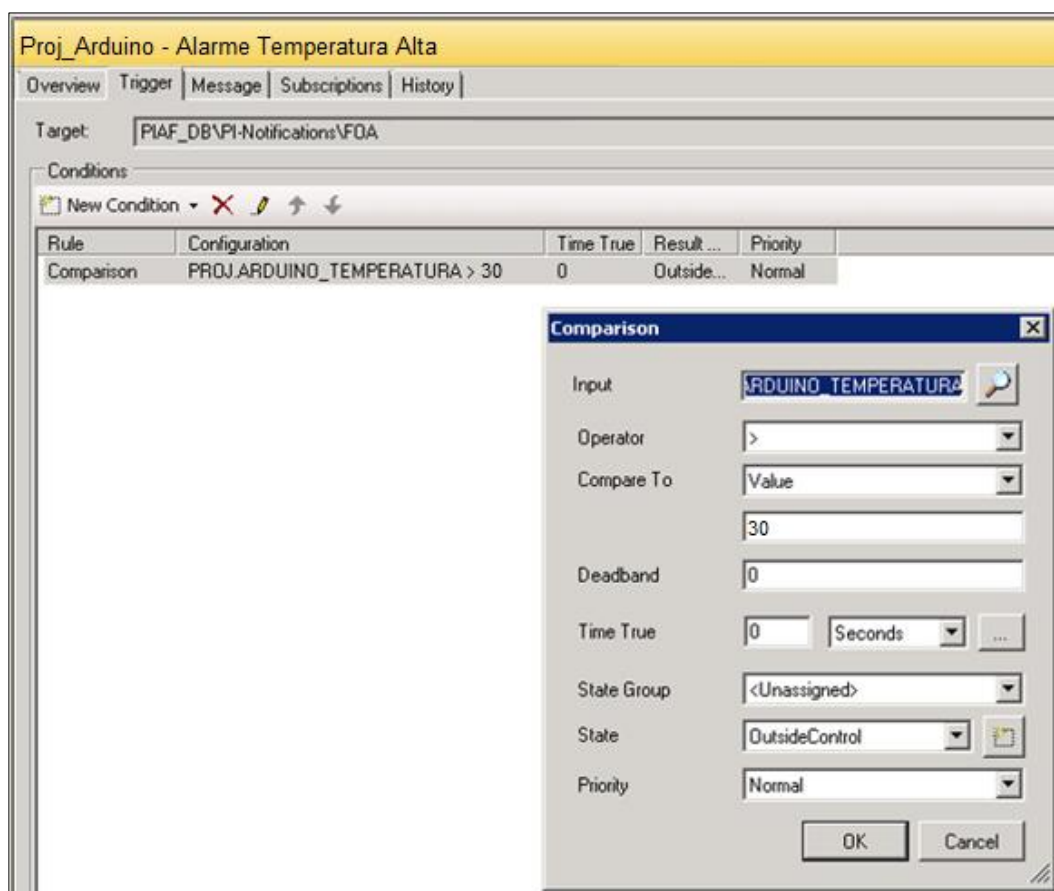 Proj_Arduino - Alarme Temperatura Alta
Overview Trigger Message Subscriptions History
Target: PIAF_DB\PI-Notifications\FOA
Conditions
New Condition
Rule Configuration Time True Result ... Priority
Comparison PROJ.ARDUINO_TEMPERATURA > 30 0 Outside... Normal
Comparison
Input ARDUINO_TEMPERATURA
Operator >
Compare To Value
30
Deadband 0
Time True 0 Seconds ...
State Group <Unassigned>
State OutsideControl
Priority Normal
OK Cancel